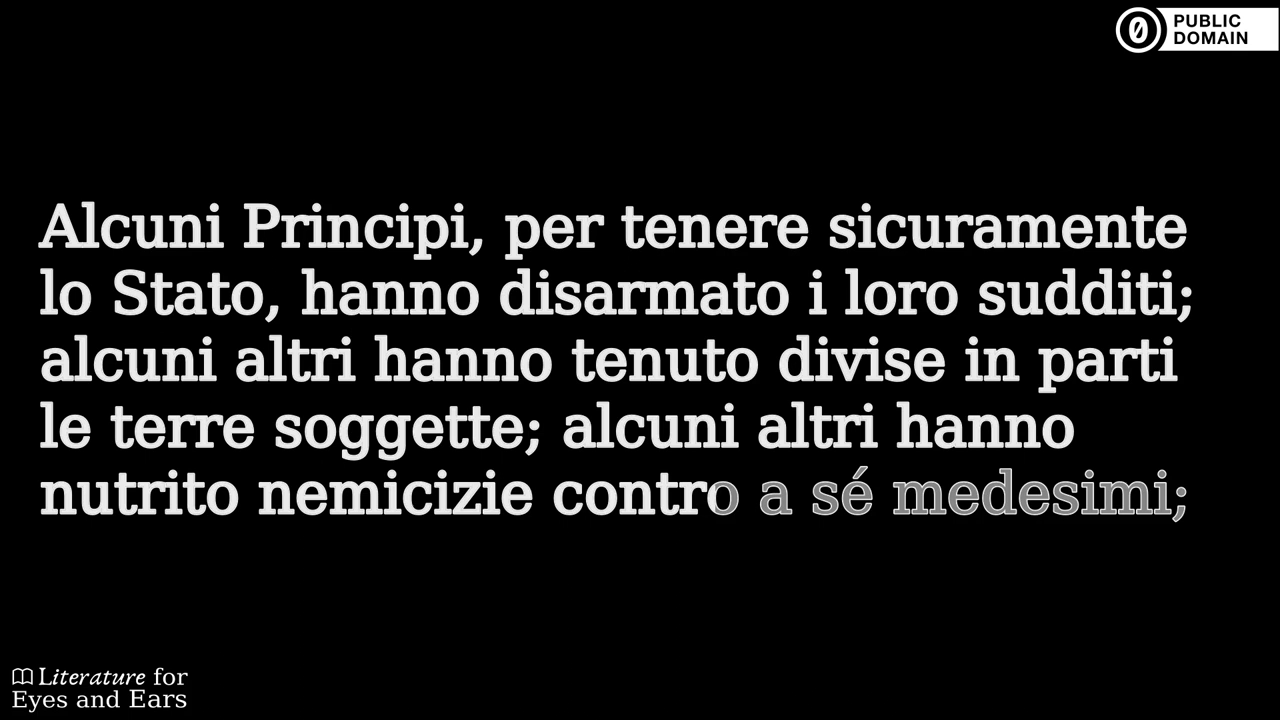 PUBLIC
DOMAIN
Alcuni Principi, per tenere sicuramente
lo Stato, hanno disarmato i loro sudditi;
alcuni altri hanno tenuto divise in parti
le terre soggette; alcuni altri hanno
nutrito nemicizie contro a sé medesimi;
Literature for
Eyes and Ears